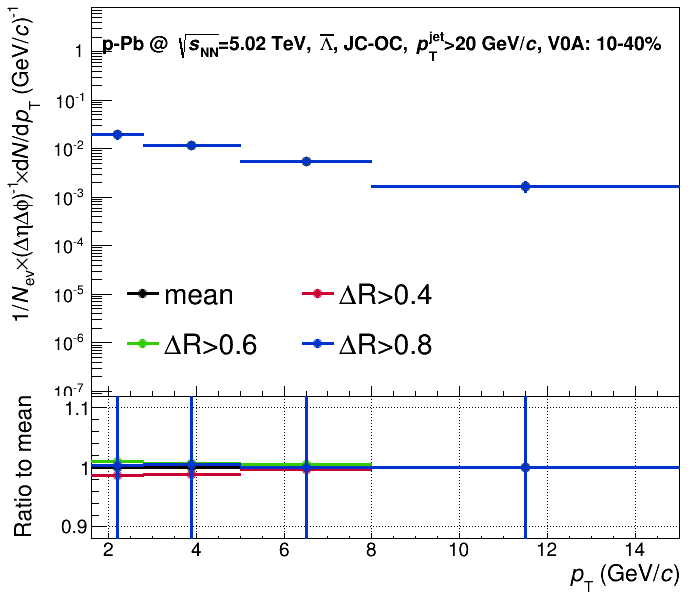 p-Pb @ √sNN=5.02 TeV, Λ̅, JC-OC, pTjet>20 GeV/c, V0A: 10-40%
1/Nev×(ΔηΔϕ)-1×dN/dpT (GeV/c)-1
1
10-1
10-2
10-3
10-4
10-5
10-6
10-7
mean ΔR>0.4
ΔR>0.6 ΔR>0.8
Ratio to mean
1.1
1
0.9
2 4 6 8 10 12 14
pT (GeV/c)